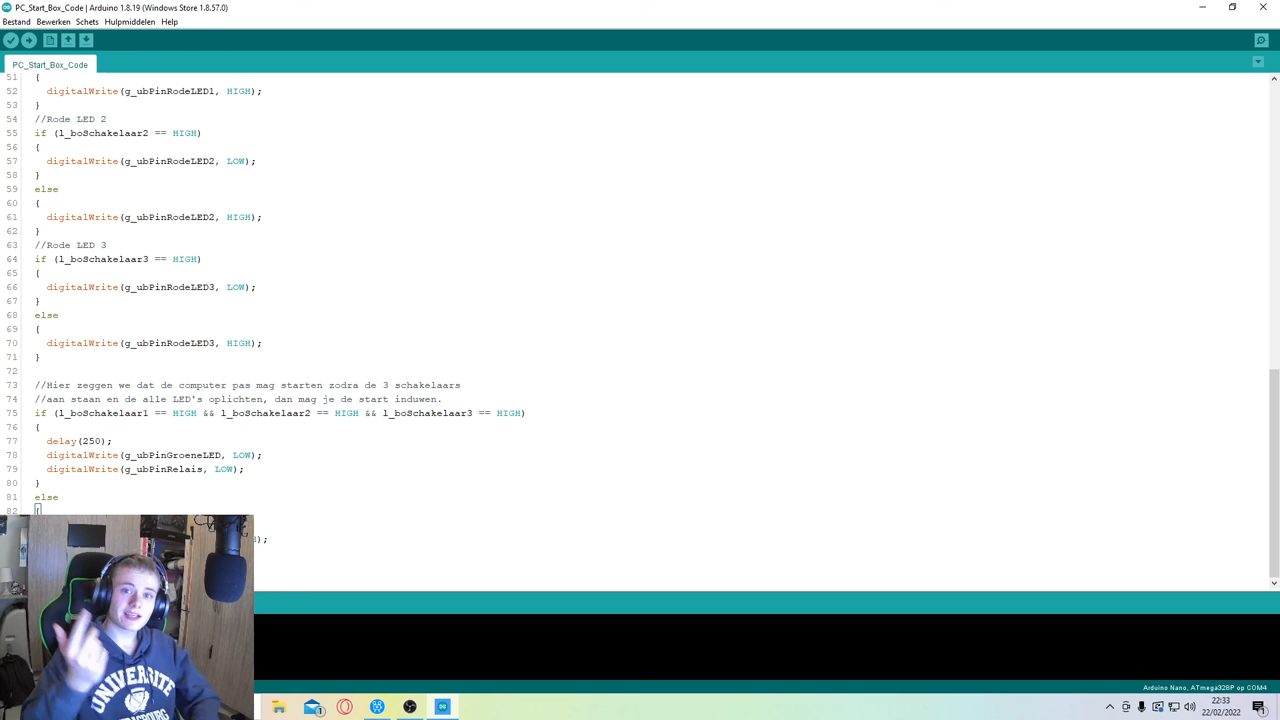 PC_Start_Box_Code | Arduino 1.8.19 (Windows Store 1.8.57.0)
Bestand Bewerken Schets Hulpmiddelen Help
PC_Start_Box_Code
51 {
52 digitalWrite(g_ubPinRodeLED1, HIGH);
53 }
54 //Rode LED 2
55 if (l_boSchakelaar2 == HIGH)
56 {
57 digitalWrite(g_ubPinRodeLED2, LOW);
58 }
59 else
60 {
61 digitalWrite(g_ubPinRodeLED2, HIGH);
62 }
63 //Rode LED 3
64 if (l_boSchakelaar3 == HIGH)
65 {
66 digitalWrite(g_ubPinRodeLED3, LOW);
67 }
68 else
69 {
70 digitalWrite(g_ubPinRodeLED3, HIGH);
71 }
72
73 //Hier zeggen we dat de computer pas mag starten zodra de 3 schakelaars
74 //aan staan en de alle LED's oplichten, dan mag je de start induwen.
75 if (l_boSchakelaar1 == HIGH && l_boSchakelaar2 == HIGH && l_boSchakelaar3 == HIGH)
76 {
77 delay(250);
78 digitalWrite(g_ubPinGroeneLED, LOW);
79 digitalWrite(g_ubPinRelais, LOW);
80 }
81 else
82 {
);
UNIVERSITÉ
Arduino Nano, ATmega328P op COM4
22:33
22/02/2022